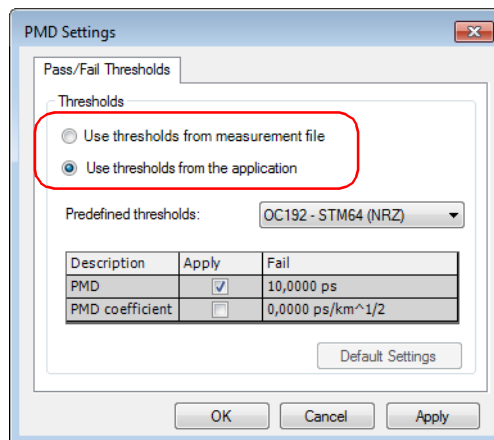 PMD Settings
Pass/Fail Thresholds
Thresholds
Use thresholds from measurement file
Use thresholds from the application
Predefined thresholds: OC192 - STM64 (NRZ)
Description Apply Fail
PMD 10,0000 ps
PMD coefficient 0,0000 ps/km^1/2
Default Settings
OK Cancel Apply